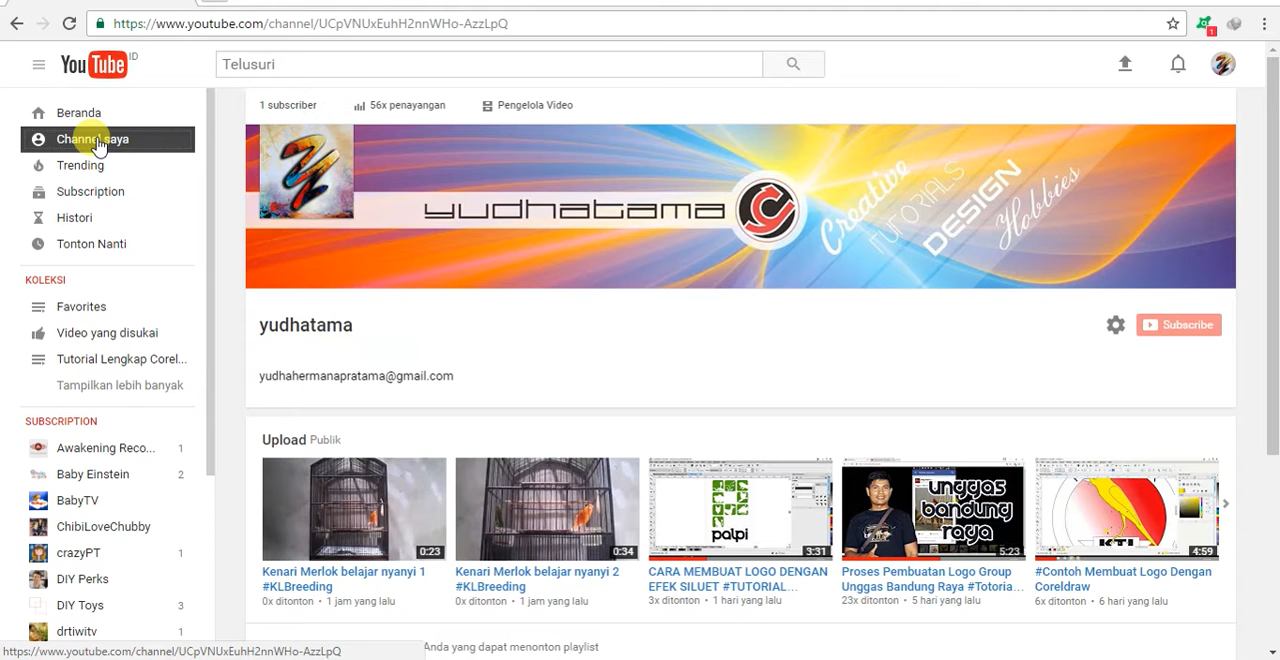 https://www.youtube.com/channel/UCpVNUxEuhH2nnWHo-AzzLpQ
1
YouTube ID
Telusuri
Beranda
Channel saya
Trending
Subscription
Histori
Tonton Nanti
KOLEKSI
Favorites
Video yang disukai
Tutorial Lengkap Corel...
Tampilkan lebih banyak
SUBSCRIPTION
Awakening Reco... 1
Baby Einstein 2
BabyTV
ChibiLoveChubby
crazyPT 1
DIY Perks
DIY Toys 3
drtiwitv 1
1 subscriber 56x penayangan Pengelola Video
yudhatama
Creative
TUTORIALS
DESIGN
Hobbies
yudhatama
Subscribe
yudhahermanapratama@gmail.com
Upload Publik
0:23
Kenari Merlok belajar nyanyi 1
#KLBreeding
0x ditonton • 1 jam yang lalu
0:34
Kenari Merlok belajar nyanyi 2
#KLBreeding
0x ditonton • 1 jam yang lalu
palpi
3:31
CARA MEMBUAT LOGO DENGAN
EFEK SILUET #TUTORIAL...
3x ditonton • 1 hari yang lalu
unggas
bandung
raya
5:23
Proses Pembuatan Logo Group
Unggas Bandung Raya #Totoria...
23x ditonton • 5 hari yang lalu
4:59
#Contoh Membuat Logo Dengan
Coreldraw
6x ditonton • 6 hari yang lalu
Anda yang dapat menonton playlist
https://www.youtube.com/channel/UCpVNUxEuhH2nnWHo-AzzLpQ